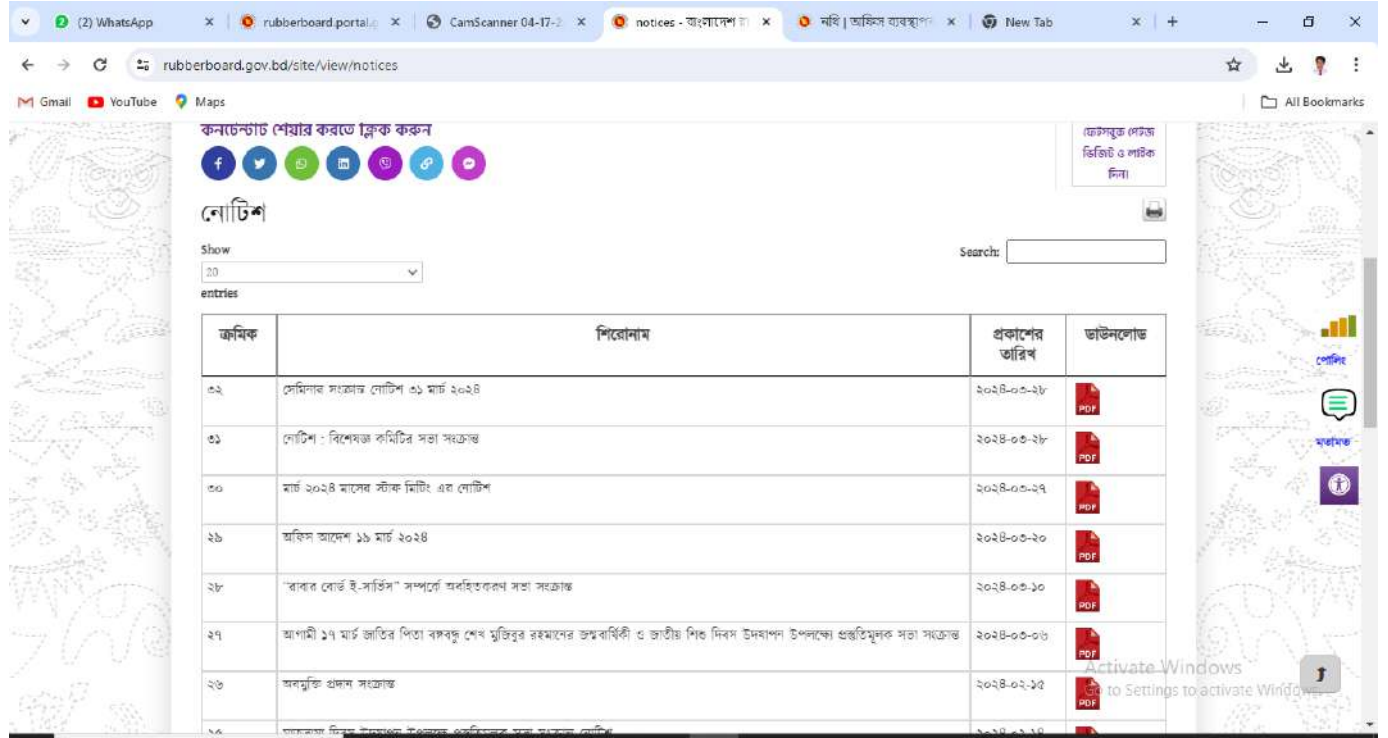 (2) WhatsApp
rubberboard.portal.g
CamScanner 04-17-2
notices - বাংলাদেশ রা
নথি | অফিস ব্যবস্থাপন
New Tab
rubberboard.gov.bd/site/view/notices
Gmail YouTube Maps
All Bookmarks
কনটেন্টটি শেয়ার করতে ক্লিক করুন
ফেইসবুক পেইজ
ভিজিট ও লাইক
দিন।
নোটিশ
Show
20
entries
Search:
ক্রমিক শিরোনাম প্রকাশের তারিখ ডাউনলোড
৩২ সেমিনার সংক্রান্ত নোটিশ ৩১ মার্চ ২০২৪ ২০২৪-০৩-২৮ PDF
৩১ নোটিশ : বিশেষজ্ঞ কমিটির সভা সংক্রান্ত ২০২৪-০৩-২৮ PDF
৩০ মার্চ ২০২৪ মাসের স্টাফ মিটিং এর নোটিশ ২০২৪-০৩-২৭ PDF
২৯ অফিস আদেশ ১৯ মার্চ ২০২৪ ২০২৪-০৩-২০ PDF
২৮ "রাবার বোর্ড ই-সার্ভিস" সম্পর্কে অবহিতকরণ সভা সংক্রান্ত ২০২৪-০৩-১০ PDF
২৭ আগামী ১৭ মার্চ জাতির পিতা বঙ্গবন্ধু শেখ মুজিবুর রহমানের জন্মবার্ষিকী ও জাতীয় শিশু দিবস উদযাপন উপলক্ষ্যে প্রস্তুতিমূলক সভা সংক্রান্ত ২০২৪-০৩-০৬ PDF
২৬ অবমুক্তি প্রদান সংক্রান্ত ২০২৪-০২-১৫ PDF
পোলিং
মতামত
Activate Windows
Go to Settings to activate Windows.